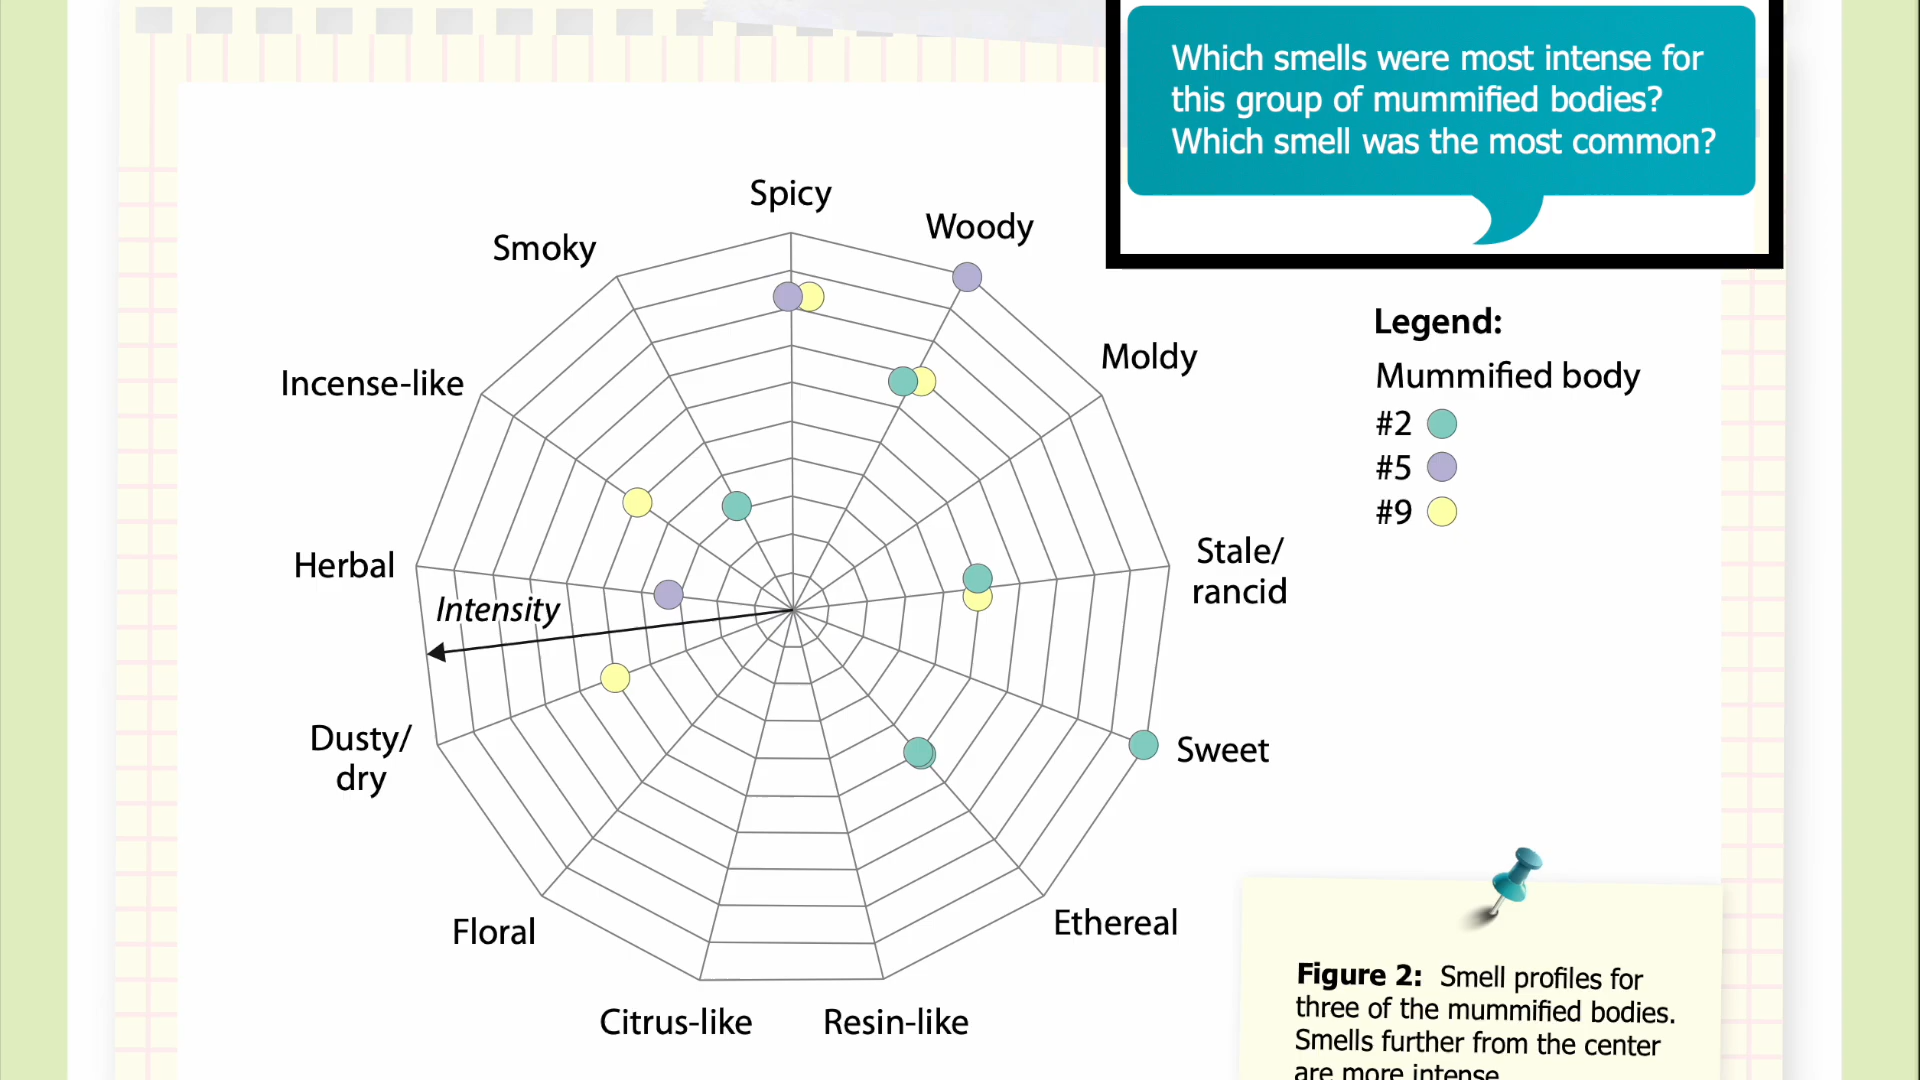 Which smells were most intense for
this group of mummified bodies?
Which smell was the most common?
Spicy
Woody
Smoky
Moldy
Incense-like
Herbal
Intensity
Stale/
rancid
Dusty/
dry
Sweet
Floral
Ethereal
Citrus-like
Resin-like
Legend:
Mummified body
#2
#5
#9
Figure 2: Smell profiles for
three of the mummified bodies.
Smells further from the center
are more intense